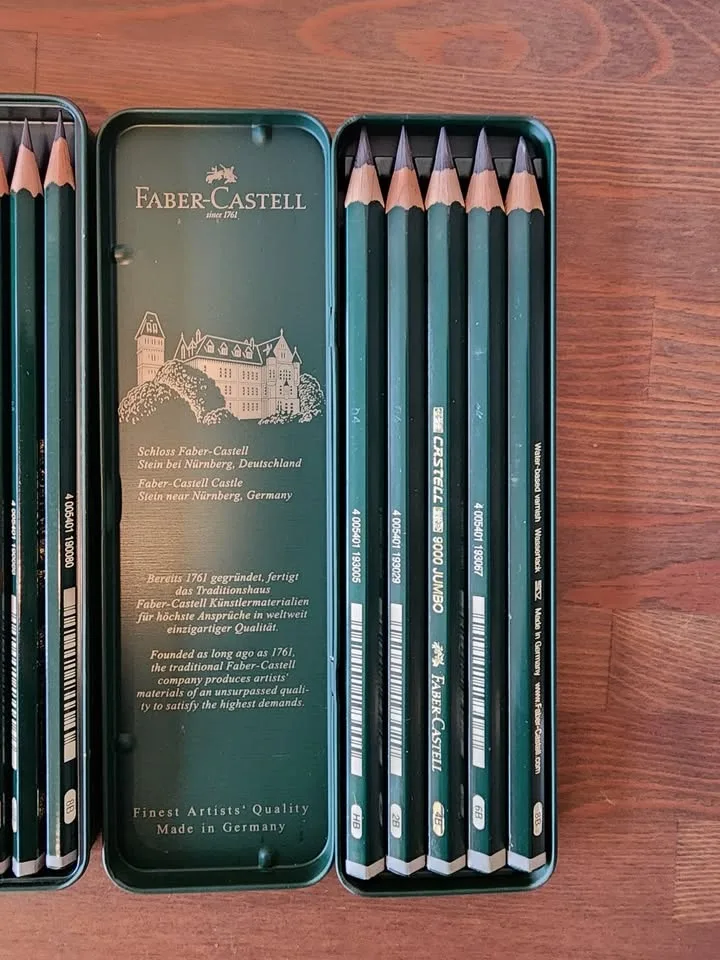 FABER-CASTELL
since 1761
Schloss Faber-Castell
Stein bei Nürnberg, Deutschland
Faber-Castell Castle
Stein near Nürnberg, Germany
Bereits 1761 gegründet, fertigt
das Traditionshaus
Faber-Castell Künstlermaterialien
für höchste Ansprüche in weltweit
einzigartiger Qualität.
Founded as long ago as 1761,
the traditional Faber-Castell
company produces artists'
materials of an unsurpassed quali-
ty to satisfy the highest demands.
Finest Artists' Quality
Made in Germany
4 005401 190080
8B
4 005401 193005
HB
4 005401 193029
2B
CASTELL 9000 JUMBO FABER-CASTELL
4B
4 005401 193067
6B
Water-based varnish Wasserlack SV Made in Germany www.Faber-Castell.com
8B